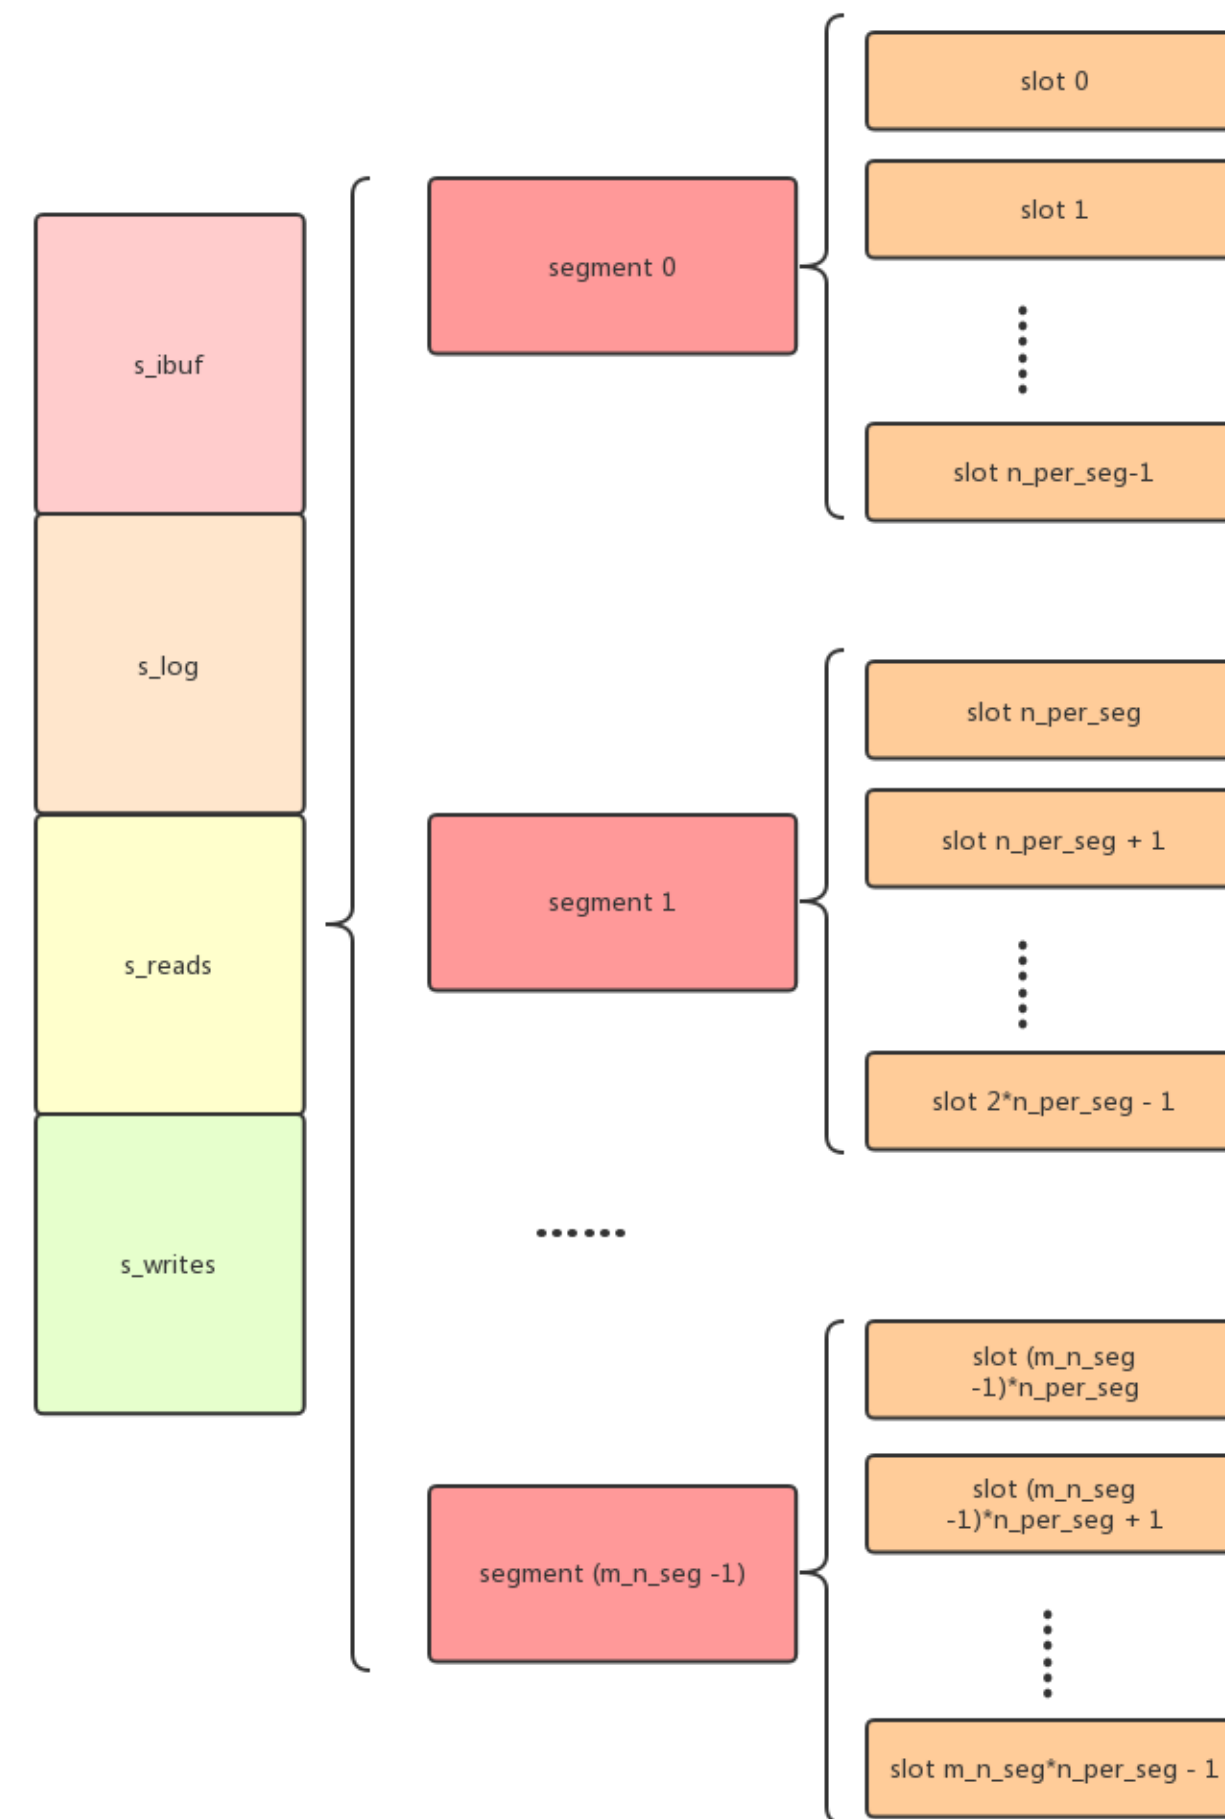 s_ibuf
s_log
s_reads
s_writes
segment 0
slot 0
slot 1
slot n_per_seg-1
segment 1
slot n_per_seg
slot n_per_seg + 1
slot 2*n_per_seg - 1
segment (m_n_seg -1)
slot (m_n_seg
-1)*n_per_seg
slot (m_n_seg
-1)*n_per_seg + 1
slot m_n_seg*n_per_seg - 1